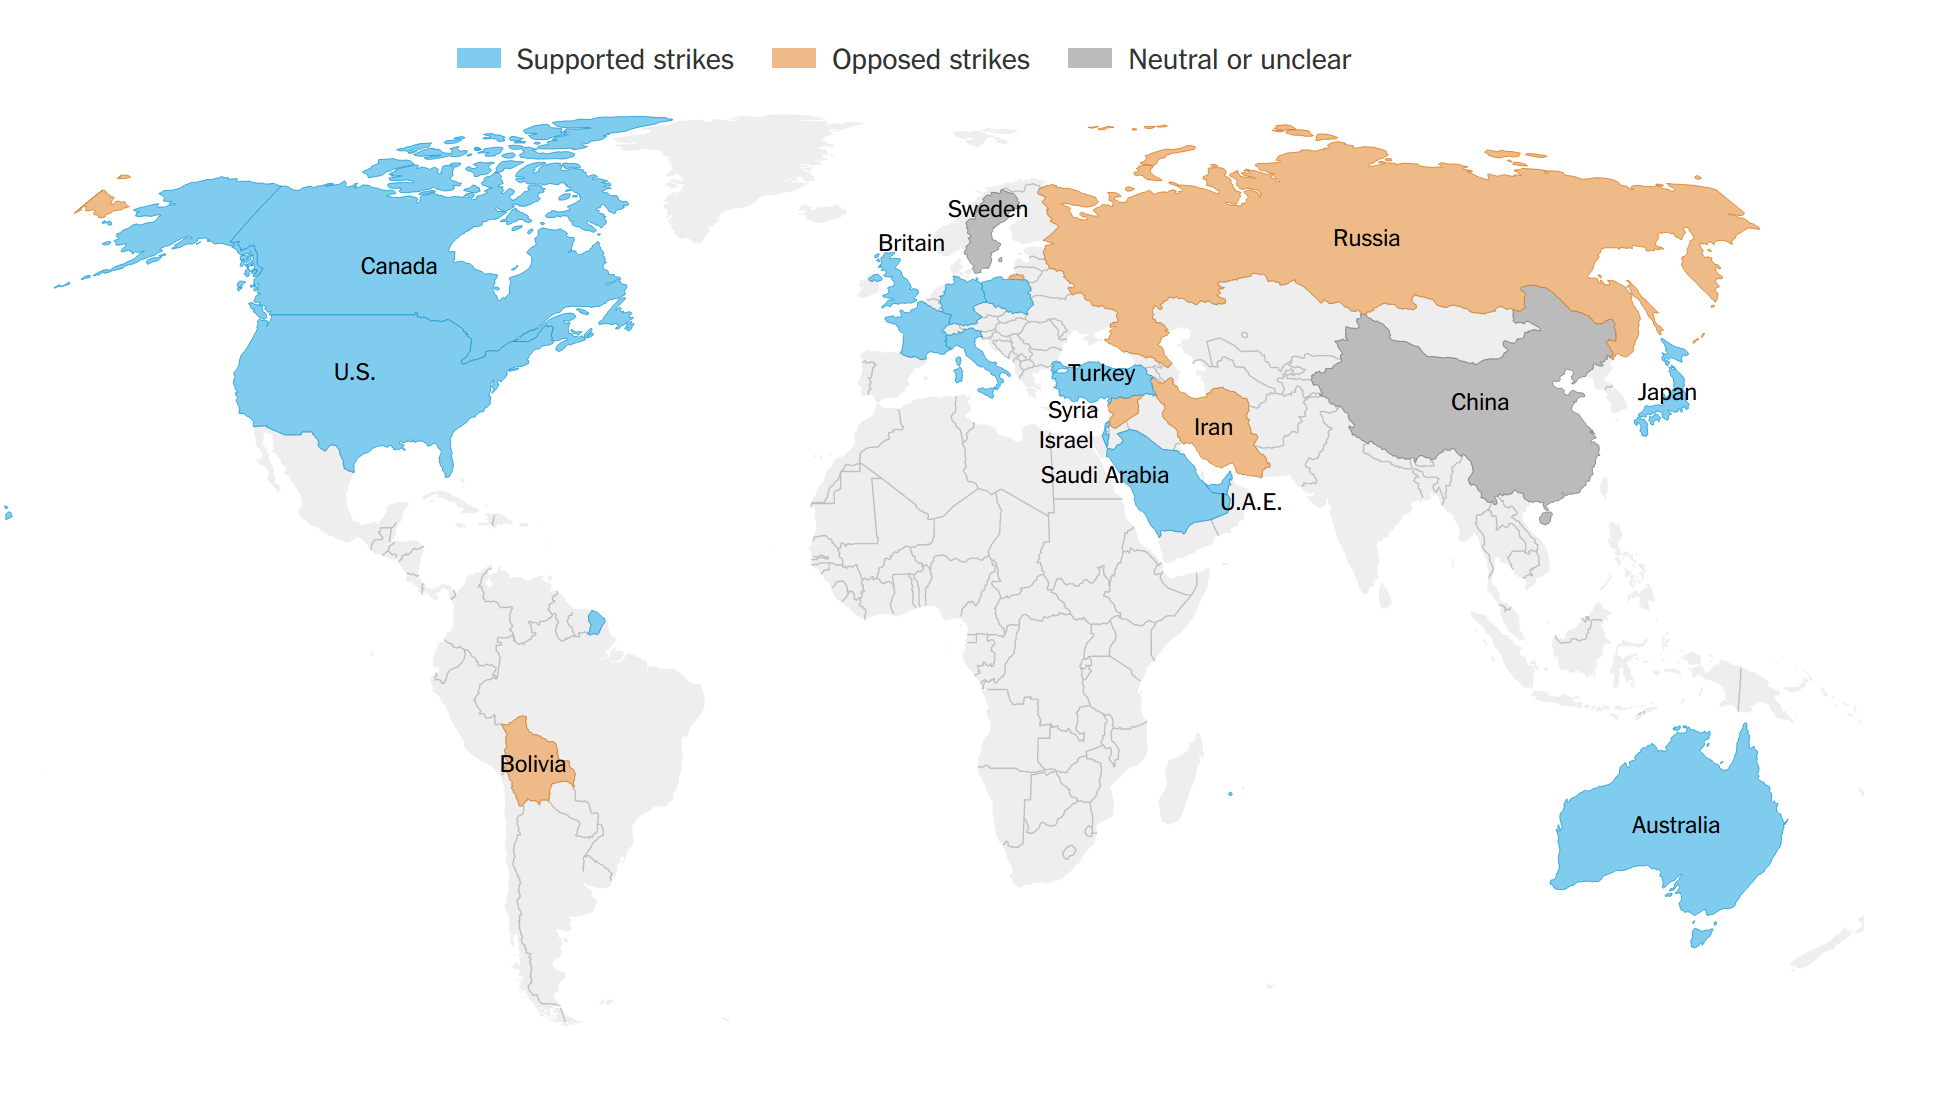 Supported strikes
Opposed strikes
Neutral or unclear
Sweden
Britain
Russia
Canada
U.S.
Turkey
Japan
China
Syria
Iran
Israel
Saudi Arabia
U.A.E.
Bolivia
Australia